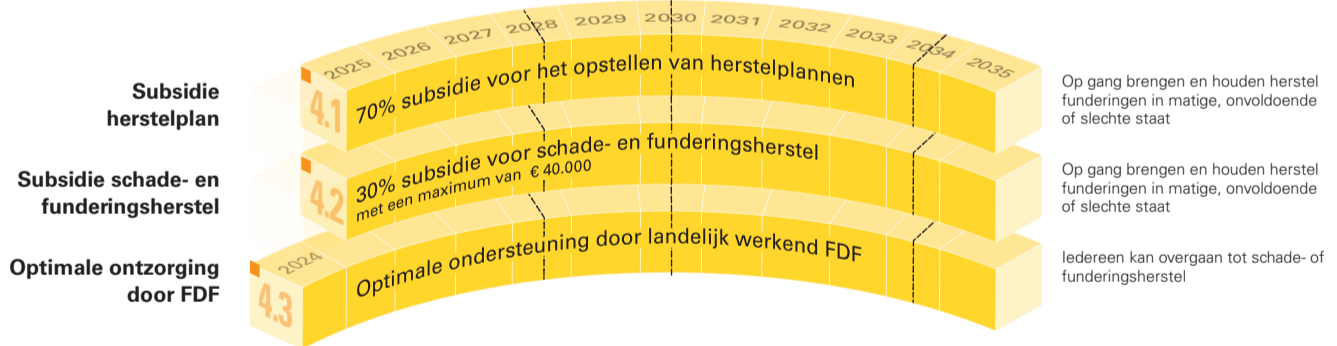 2025 2026 2027 2028 2029 2030 2031 2032 2033 2034 2035
Subsidie
herstelplan
4.1
70% subsidie voor het opstellen van herstelplannen
Op gang brengen en houden herstel
funderingen in matige, onvoldoende
of slechte staat
Subsidie schade- en
funderingsherstel
4.2
30% subsidie voor schade- en funderingsherstel
met een maximum van € 40.000
Op gang brengen en houden herstel
funderingen in matige, onvoldoende
of slechte staat
2024
Optimale ontzorging
door FDF
4.3
Optimale ondersteuning door landelijk werkend FDF
Iedereen kan overgaan tot schade- of
funderingsherstel